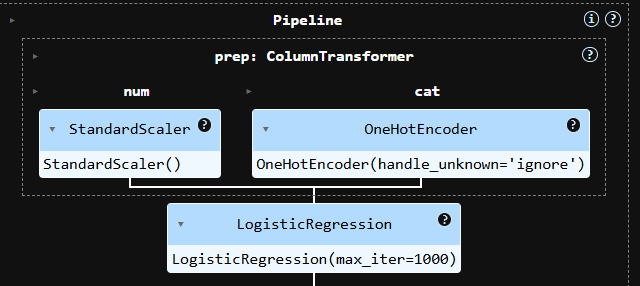 Pipeline i ?
prep: ColumnTransformer ?
num cat
StandardScaler ?
StandardScaler()
OneHotEncoder ?
OneHotEncoder(handle_unknown='ignore')
LogisticRegression ?
LogisticRegression(max_iter=1000)